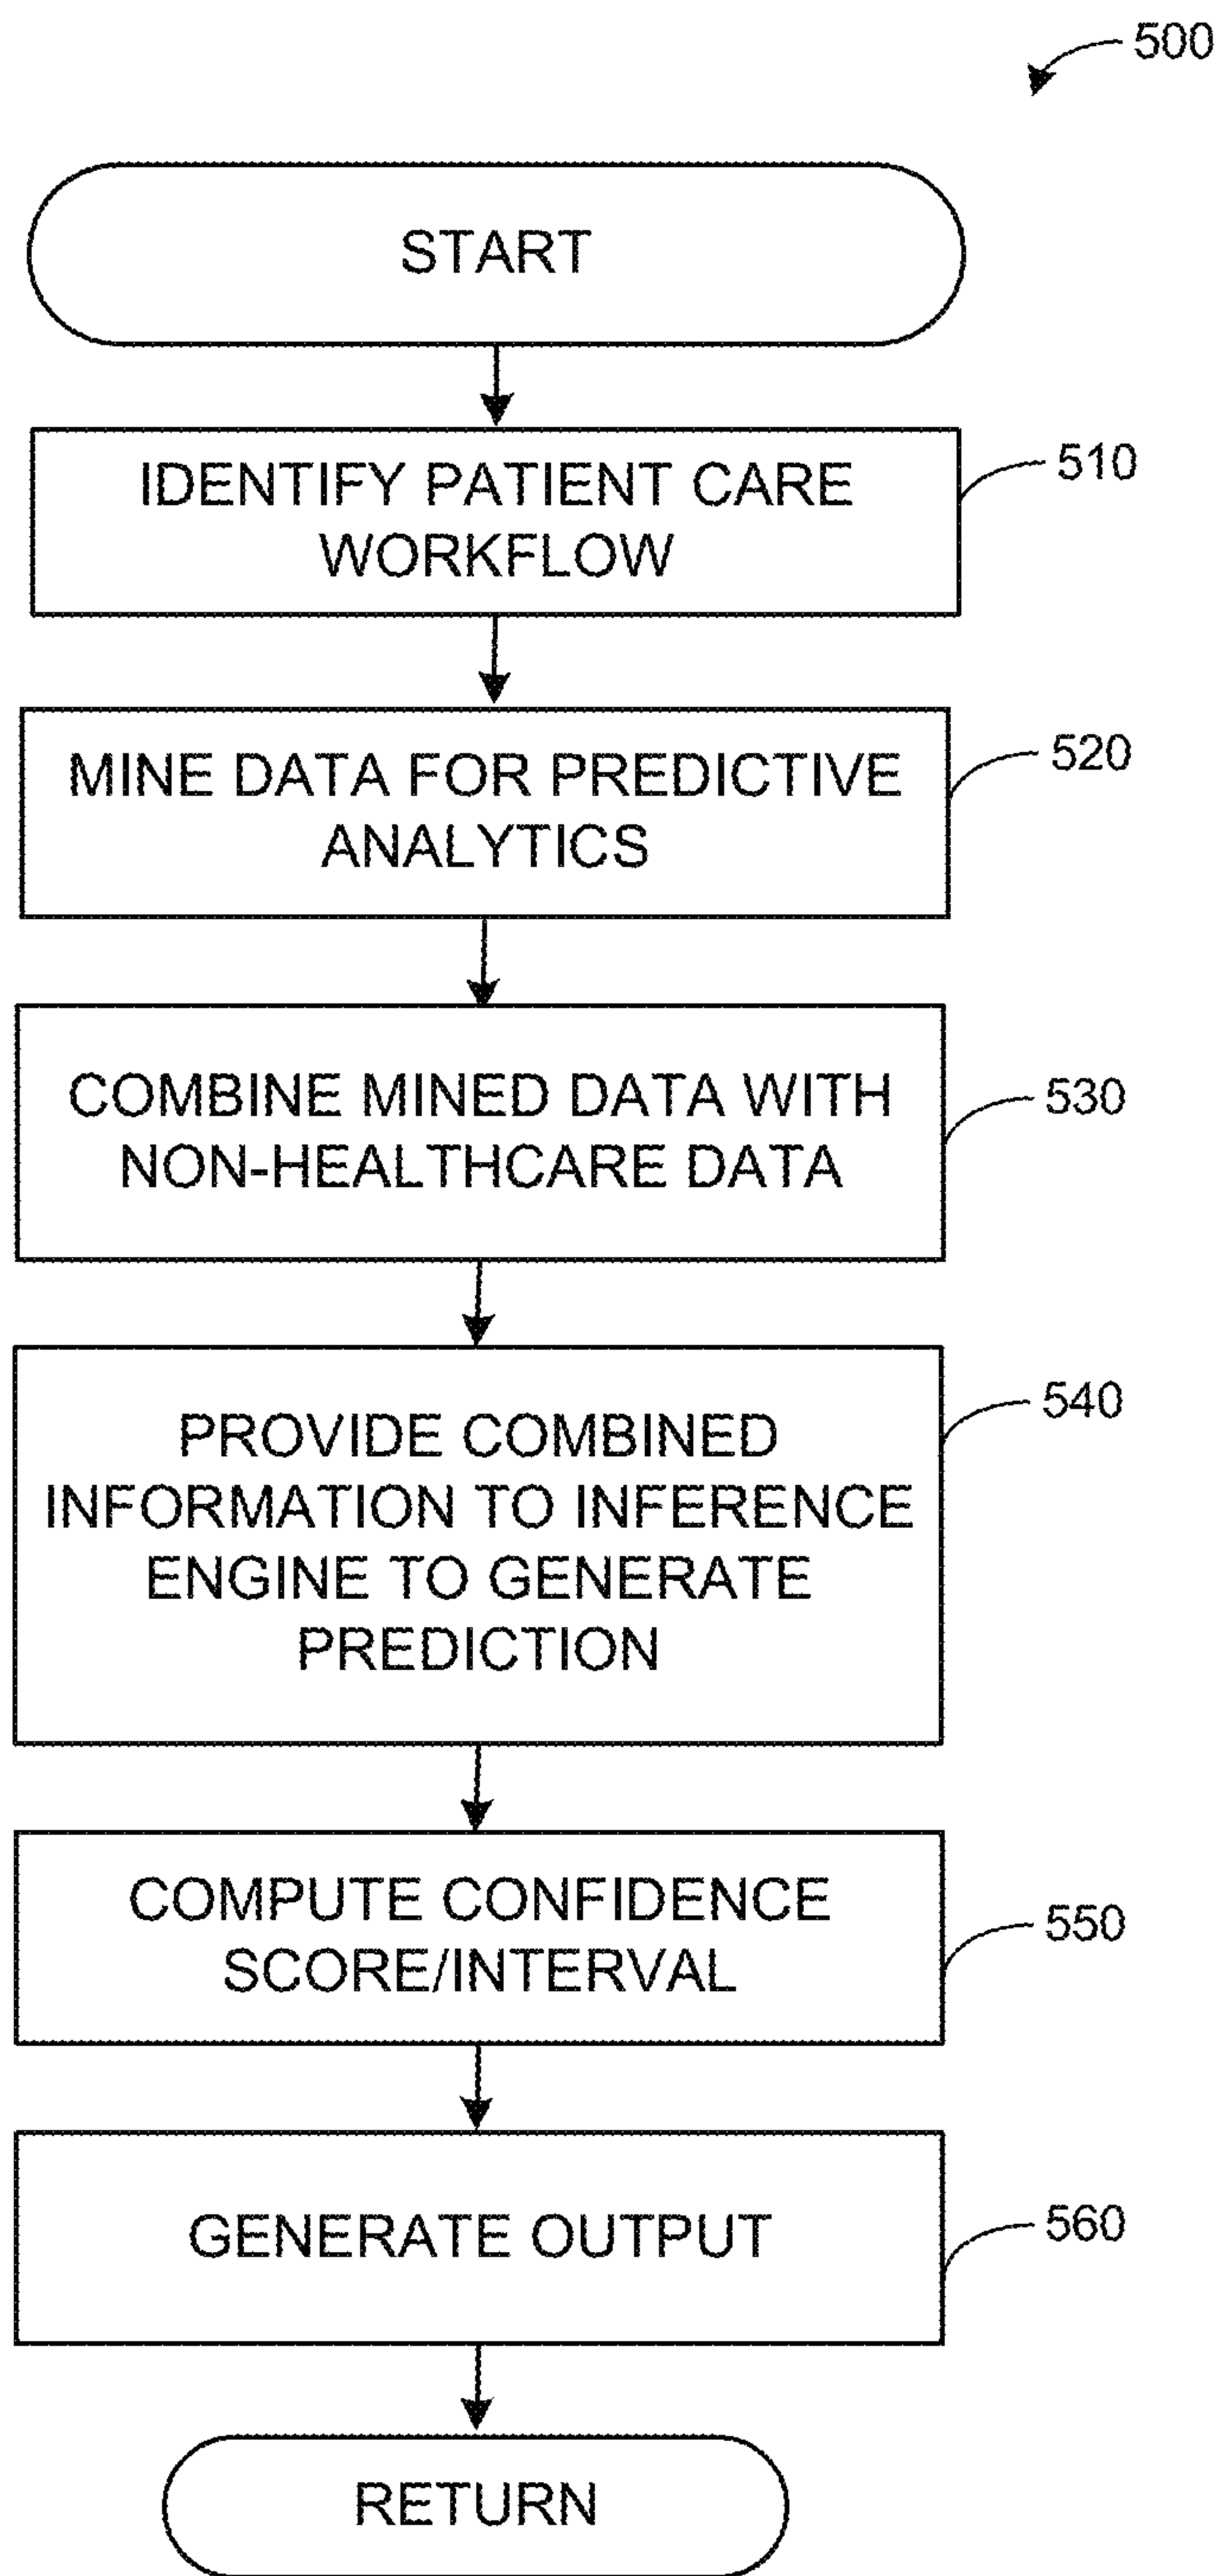 500
START
IDENTIFY PATIENT CARE
WORKFLOW
510
MINE DATA FOR PREDICTIVE
ANALYTICS
520
COMBINE MINED DATA WITH
NON-HEALTHCARE DATA
530
PROVIDE COMBINED
INFORMATION TO INFERENCE
ENGINE TO GENERATE
PREDICTION
540
COMPUTE CONFIDENCE
SCORE/INTERVAL
550
GENERATE OUTPUT
560
RETURN